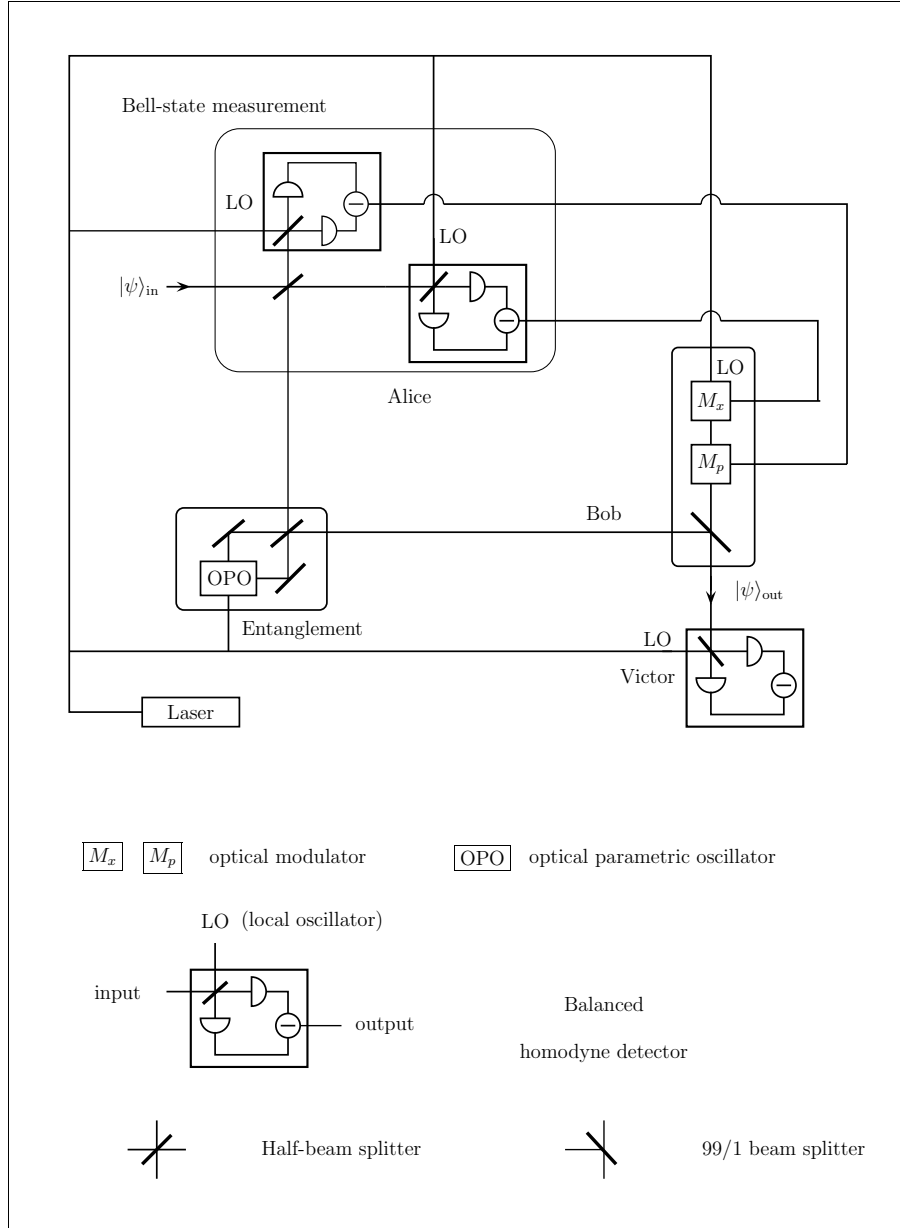 Bell-state measurement
LO
LO
|ψ⟩in
LO
Alice
Mx
Mp
Bob
OPO
|ψ⟩out
Entanglement
LO
Victor
Laser
Mx Mp optical modulator OPO optical parametric oscillator
LO (local oscillator)
input
Balanced
output
homodyne detector
Half-beam splitter 99/1 beam splitter